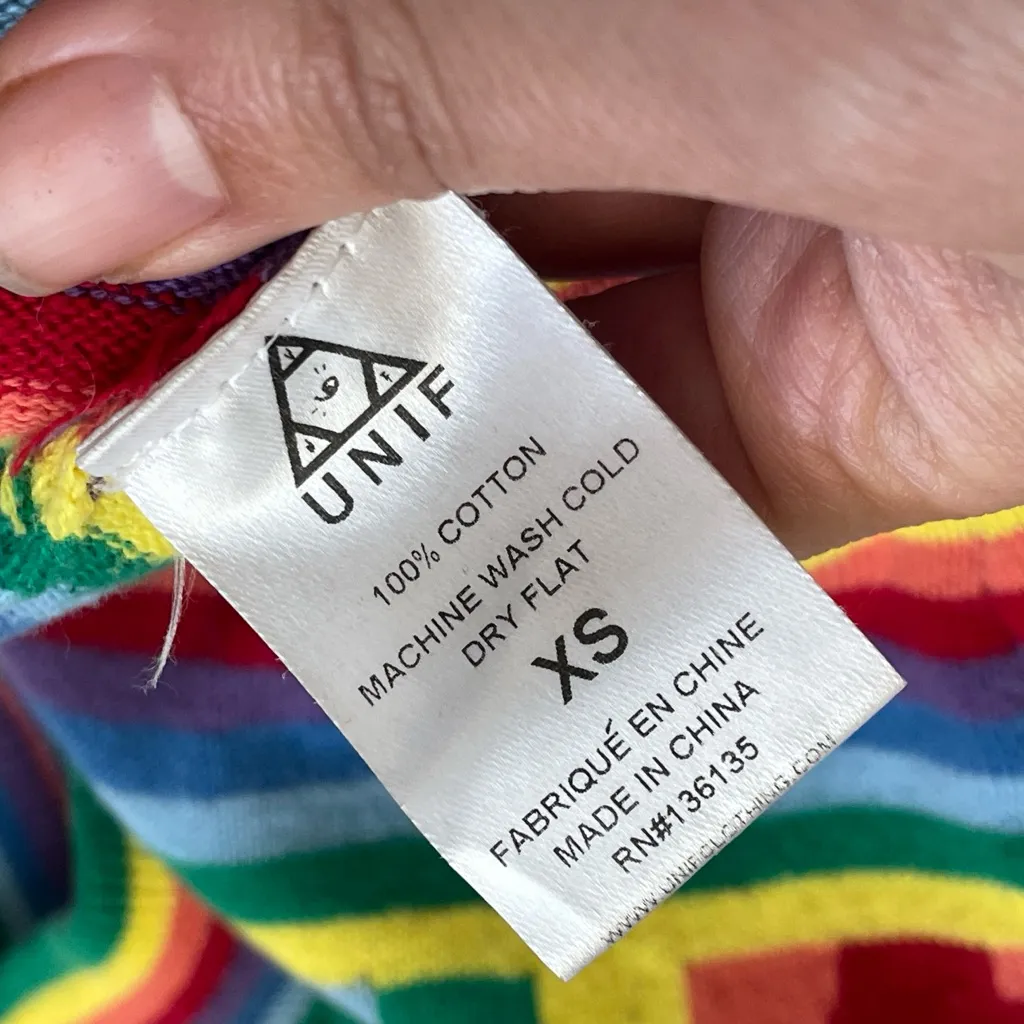 UNIF
100% COTTON
MACHINE WASH COLD
DRY FLAT
XS
FABRIQUÉ EN CHINE
MADE IN CHINA
RN#136135
WWW.UNIFCLOTHING.COM